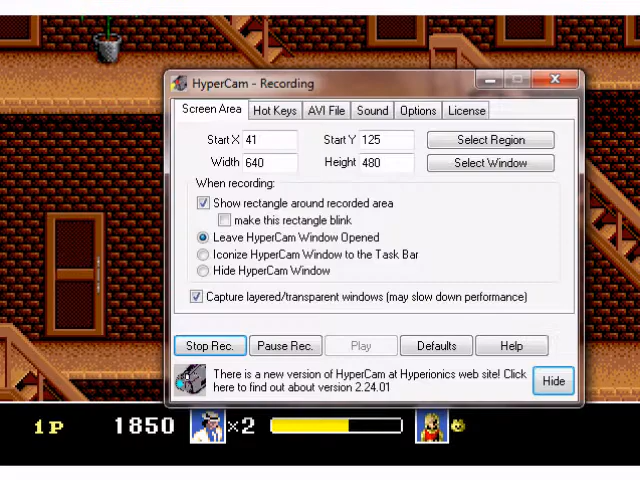 HyperCam - Recording
Screen Area Hot Keys AVI File Sound Options License
Start X 41 Start Y 125 Select Region
Width 640 Height 480 Select Window
When recording:
Show rectangle around recorded area
make this rectangle blink
Leave HyperCam Window Opened
Iconize HyperCam Window to the Task Bar
Hide HyperCam Window
Capture layered/transparent windows (may slow down performance)
Stop Rec. Pause Rec. Play Defaults Help
There is a new version of HyperCam at Hyperionics web site! Click
here to find out about version 2.24.01
Hide
1P 1850 ×2